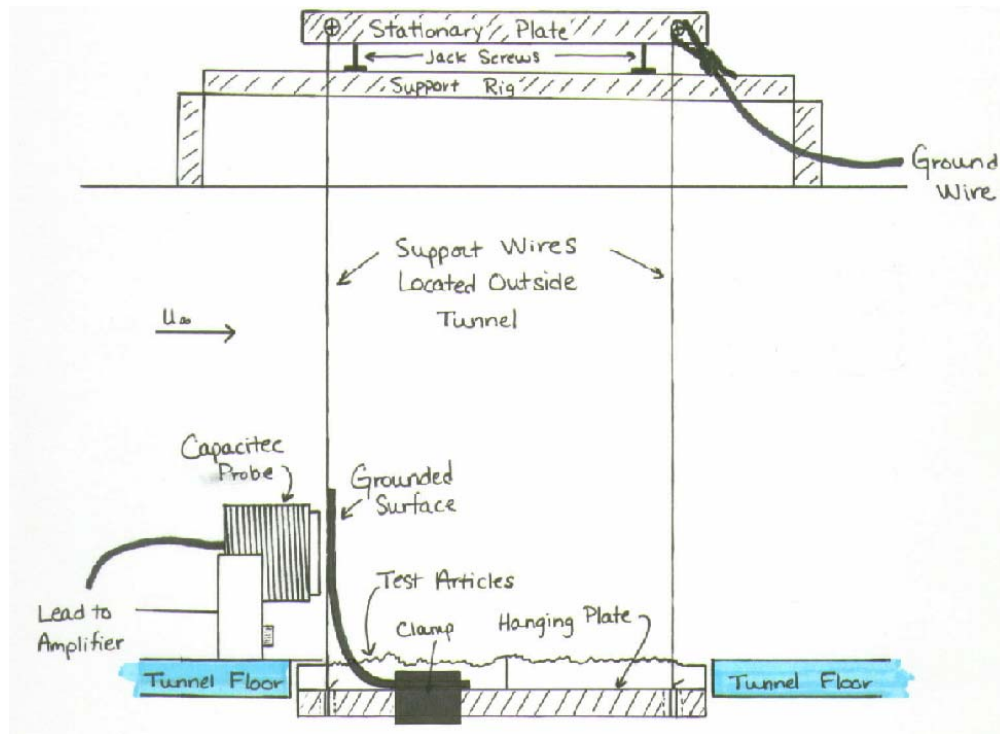 Stationary Plate
Jack Screws
Support Rig
Ground
Wire
Support Wires
Located Outside
Tunnel
U∞
Capacitec
Probe
Grounded
Surface
Test Articles
Clamp
Hanging Plate
Lead to
Amplifier
Tunnel Floor
Tunnel Floor